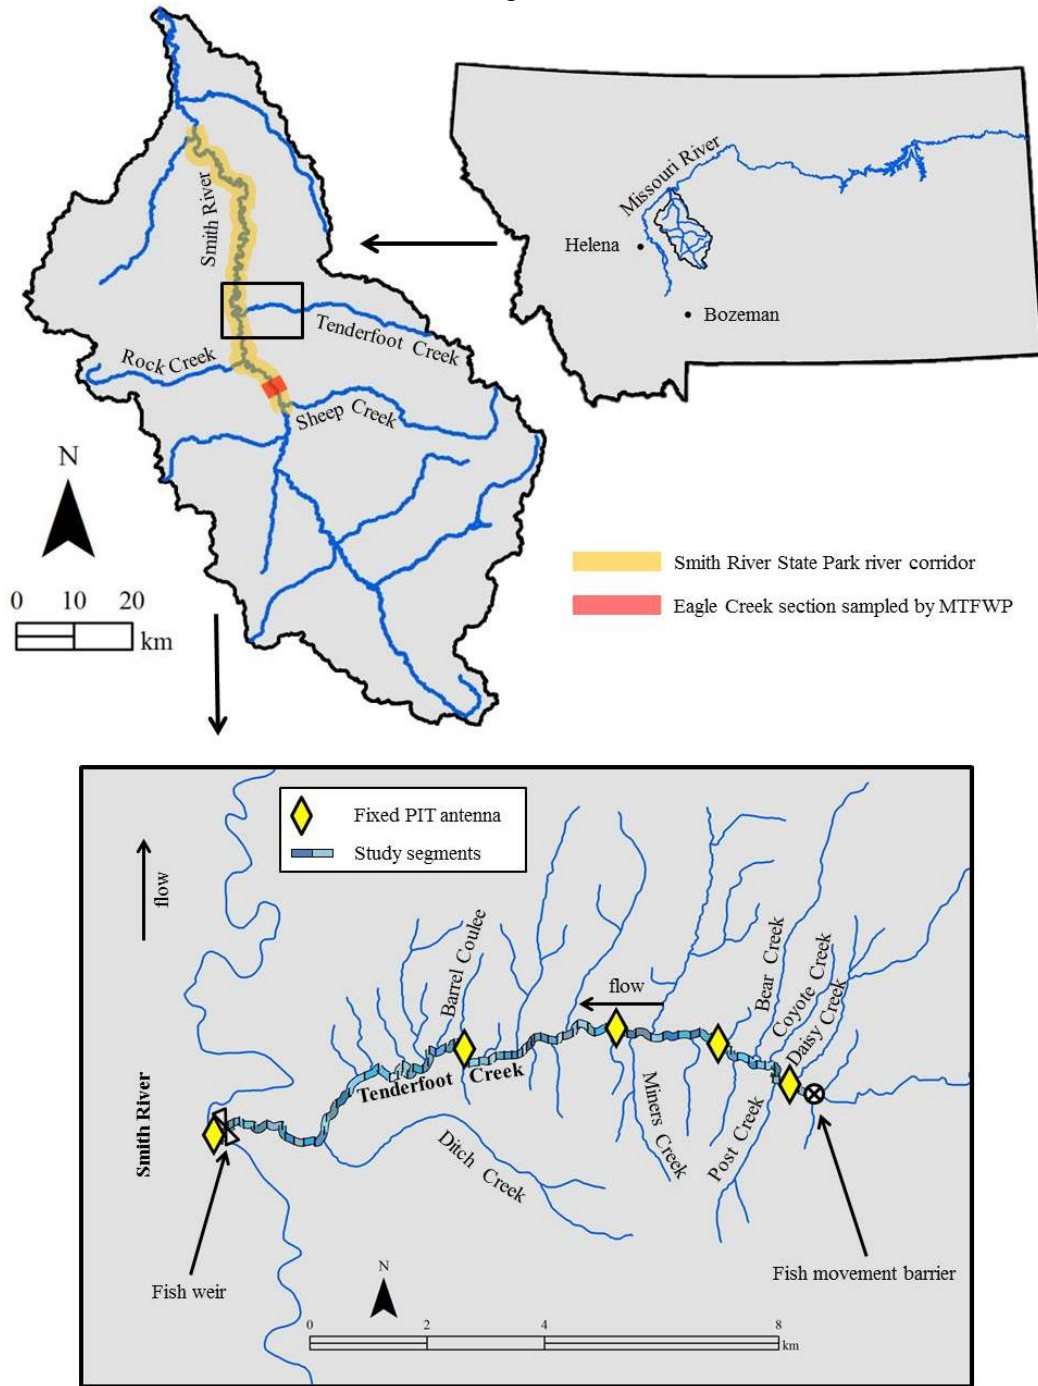 Missouri River
Helena
Bozeman
Smith River
Tenderfoot Creek
Rock Creek
Sheep Creek
N
0 10 20
km
Smith River State Park river corridor
Eagle Creek section sampled by MTFWP
Fixed PIT antenna
Study segments
flow
Barrel Coulee
flow
Bear Creek
Coyote Creek
Daisy Creek
Tenderfoot Creek
Miners Creek
Post Creek
Ditch Creek
Smith River
Fish weir
Fish movement barrier
N
0 2 4 8
km